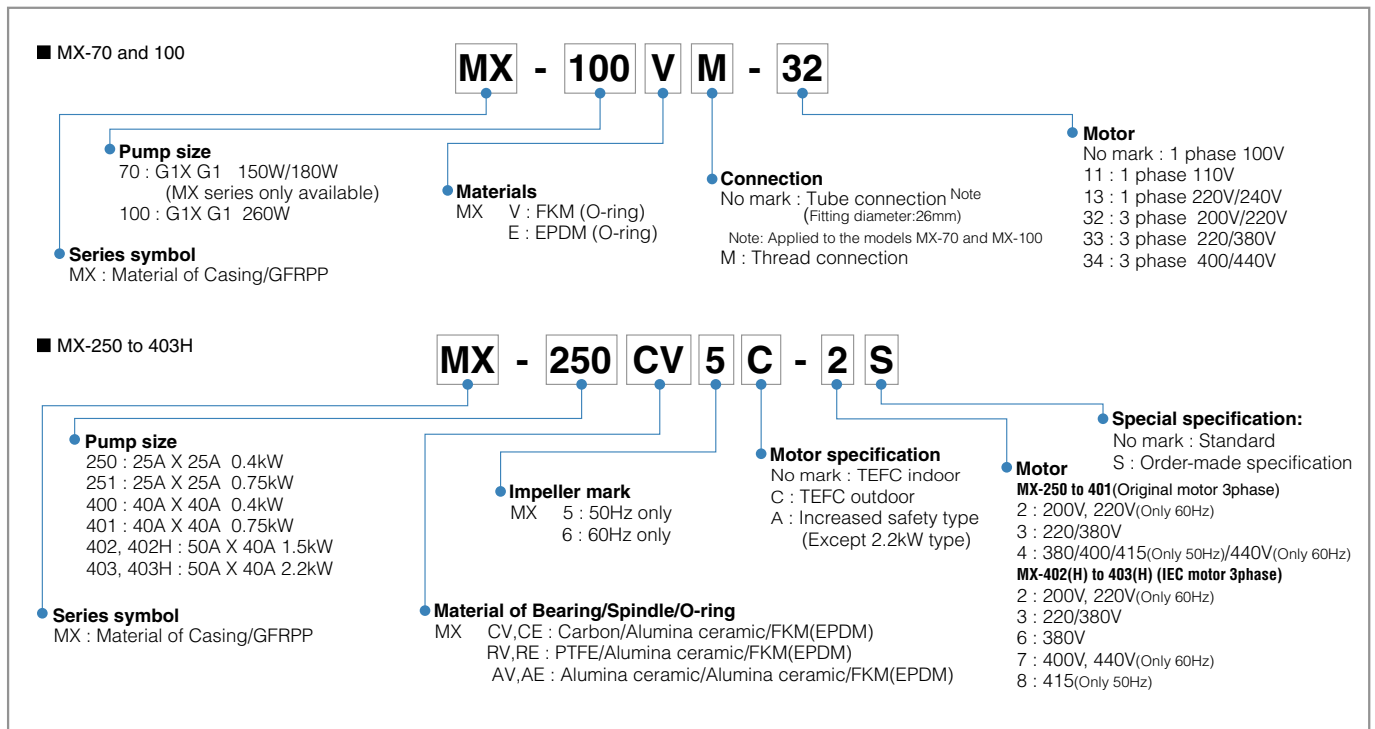 ■ MX-70 and 100
MX - 100 V M - 32
Pump size
70 : G1X G1 150W/180W
(MX series only available)
100 : G1X G1 260W
Series symbol
MX : Material of Casing/GFRPP
Materials
MX V : FKM (O-ring)
E : EPDM (O-ring)
Connection
No mark : Tube connection Note
(Fitting diameter:26mm)
Note: Applied to the models MX-70 and MX-100
M : Thread connection
Motor
No mark : 1 phase 100V
11 : 1 phase 110V
13 : 1 phase 220V/240V
32 : 3 phase 200V/220V
33 : 3 phase 220/380V
34 : 3 phase 400/440V
■ MX-250 to 403H
MX - 250 CV 5 C - 2 S
Pump size
250 : 25A X 25A 0.4kW
251 : 25A X 25A 0.75kW
400 : 40A X 40A 0.4kW
401 : 40A X 40A 0.75kW
402, 402H : 50A X 40A 1.5kW
403, 403H : 50A X 40A 2.2kW
Series symbol
MX : Material of Casing/GFRPP
Impeller mark
MX 5 : 50Hz only
6 : 60Hz only
Material of Bearing/Spindle/O-ring
MX CV,CE : Carbon/Alumina ceramic/FKM(EPDM)
RV,RE : PTFE/Alumina ceramic/FKM(EPDM)
AV,AE : Alumina ceramic/Alumina ceramic/FKM(EPDM)
Motor specification
No mark : TEFC indoor
C : TEFC outdoor
A : Increased safety type
(Except 2.2kW type)
Special specification:
No mark : Standard
S : Order-made specification
Motor
MX-250 to 401(Original motor 3phase)
2 : 200V, 220V(Only 60Hz)
3 : 220/380V
4 : 380/400/415(Only 50Hz)/440V(Only 60Hz)
MX-402(H) to 403(H) (IEC motor 3phase)
2 : 200V, 220V(Only 60Hz)
3 : 220/380V
6 : 380V
7 : 400V, 440V(Only 60Hz)
8 : 415(Only 50Hz)